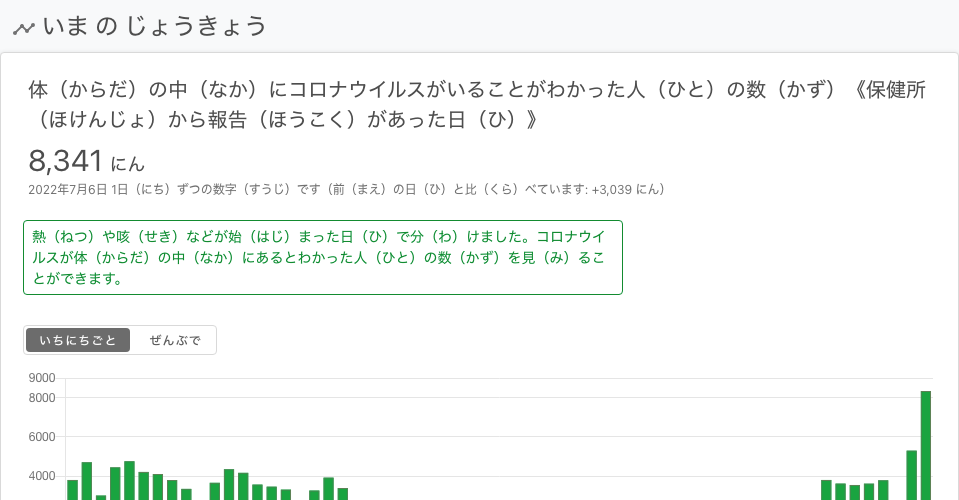 いま の じょうきょう
体（からだ）の中（なか）にコロナウイルスがいることがわかった人（ひと）の数（かず）《保健所
（ほけんじょ）から報告（ほうこく）があった日（ひ）》
8,341 にん
2022年7月6日 1日（にち）ずつの数字（すうじ）です（前（まえ）の日（ひ）と比（くら）べています: +3,039 にん）
熱（ねつ）や咳（せき）などが始（はじ）まった日（ひ）で分（わ）けました。コロナウイ
ルスが体（からだ）の中（なか）にあるとわかった人（ひと）の数（かず）を見（み）るこ
とができます。
いちにちごと ぜんぶで
9000
8000
6000
4000